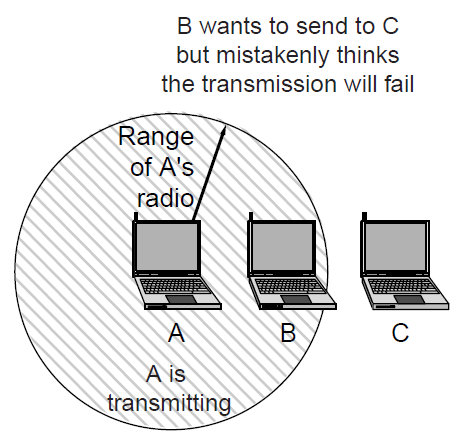 B wants to send to C
but mistakenly thinks
the transmission will fail
Range
of A's
radio
A
B
C
A is
transmitting